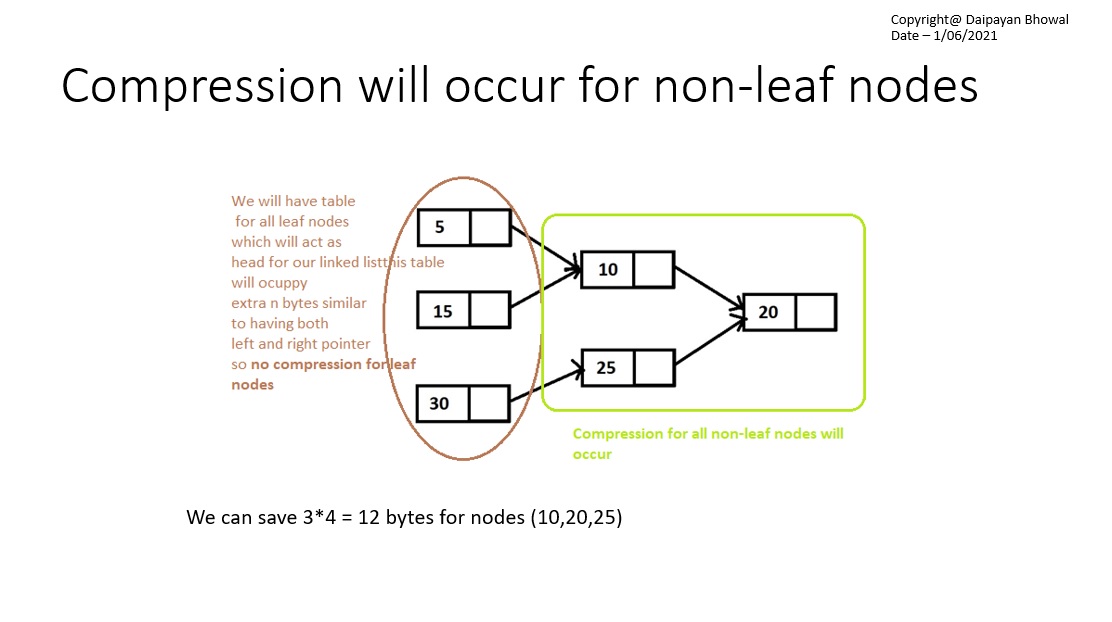 Copyright@ Daipayan Bhowal
Date – 1/06/2021
Compression will occur for non-leaf nodes
We will have table
for all leaf nodes
which will act as
head for our linked listthis table
will ocuppy
extra n bytes similar
to having both
left and right pointer
so no compression for leaf
nodes
5
15
30
10
25
20
Compression for all non-leaf nodes will
occur
We can save 3*4 = 12 bytes for nodes (10,20,25)